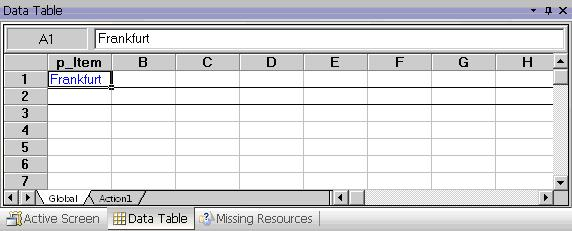 Data Table
A1 Frankfurt
p_Item B C D E F G H
1 Frankfurt
2
3
4
5
6
7
Global Action1
Active Screen Data Table Missing Resources